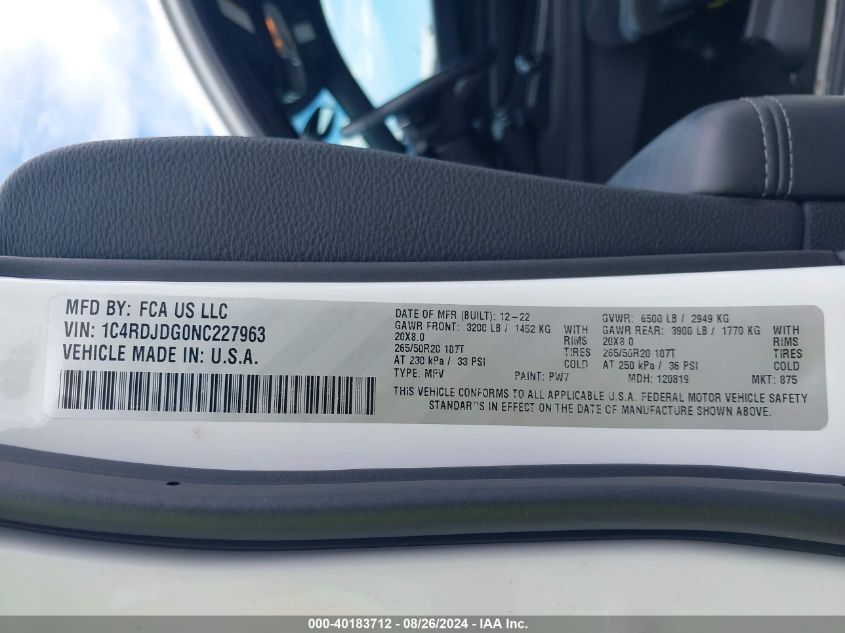 MFD BY: FCA US LLC
VIN: 1C4RDJDG0NC227963
VEHICLE MADE IN: U.S.A.
DATE OF MFR (BUILT): 12-22
GAWR FRONT: 3200 LB / 1452 KG WITH
20X8.0 RIMS
265/50R20 107T TIRES
AT 230 kPa / 33 PSI COLD
TYPE: MPV PAINT: PW7
GVWR: 6500 LB / 2949 KG
GAWR REAR: 3900 LB / 1770 KG WITH
20X8.0 RIMS
265/50R20 107T TIRES
AT 250 kPa / 36 PSI COLD
MDH: 120819 MKT: 875
THIS VEHICLE CONFORMS TO ALL APPLICABLE U.S.A. FEDERAL MOTOR VEHICLE SAFETY
STANDARDS IN EFFECT ON THE DATE OF MANUFACTURE SHOWN ABOVE.
000-40183712 - 08/26/2024 - IAA Inc.